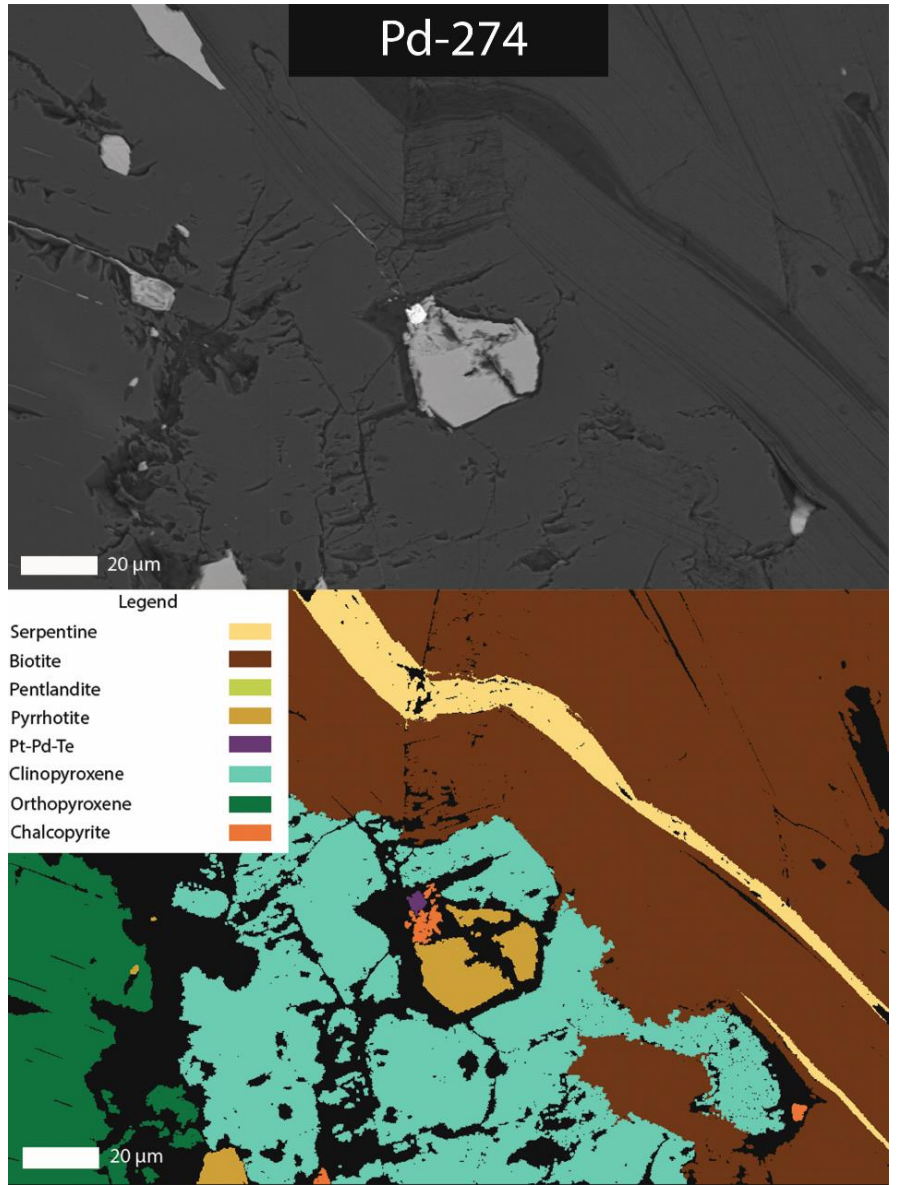 Pd-274
20 µm
Legend
Serpentine
Biotite
Pentlandite
Pyrrhotite
Pt-Pd-Te
Clinopyroxene
Orthopyroxene
Chalcopyrite
20 µm